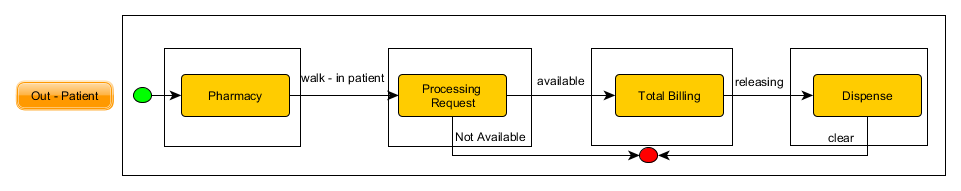 Out - Patient
Pharmacy
walk - in patient
Processing
Request
available
Total Billing
releasing
Dispense
Not Available
clear